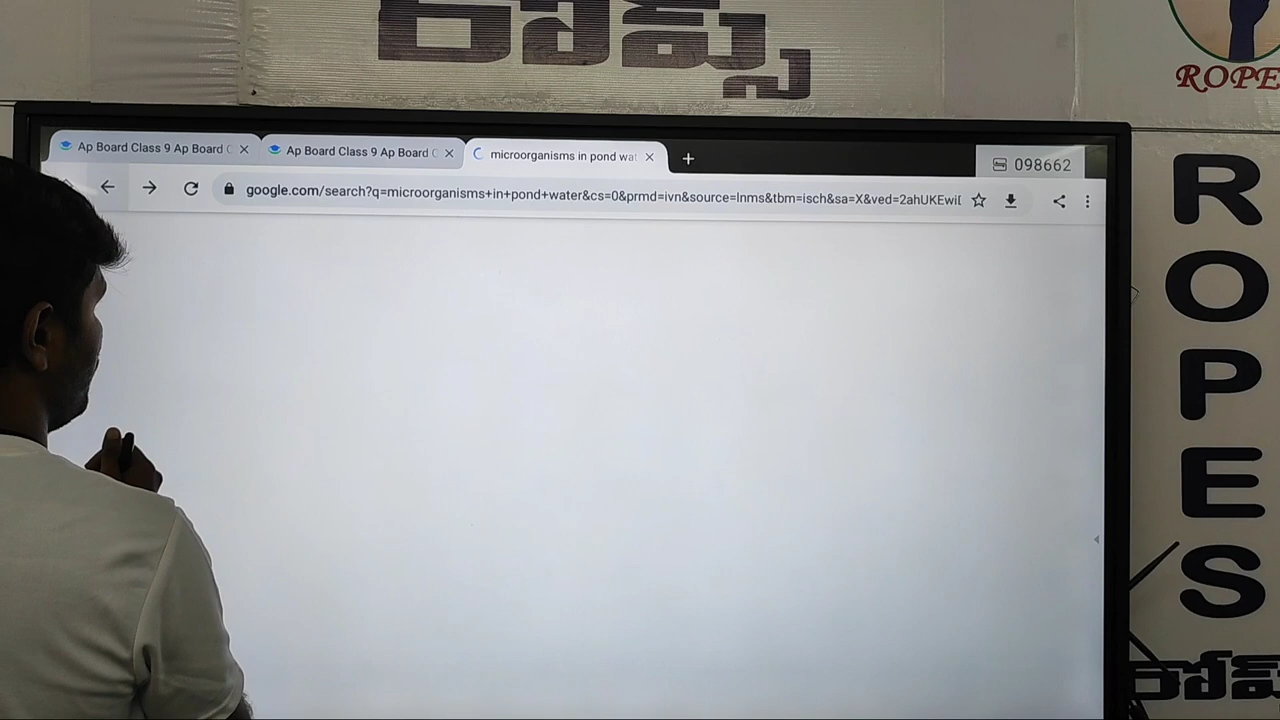 రోప్స్
ROPE
Ap Board Class 9 Ap Board C
Ap Board Class 9 Ap Board C
microorganisms in pond wat
098662
google.com/search?q=microorganisms+in+pond+water&cs=0&prmd=ivn&source=lnms&tbm=isch&sa=X&ved=2ahUKEwi
R
O
P
E
S
రోప్